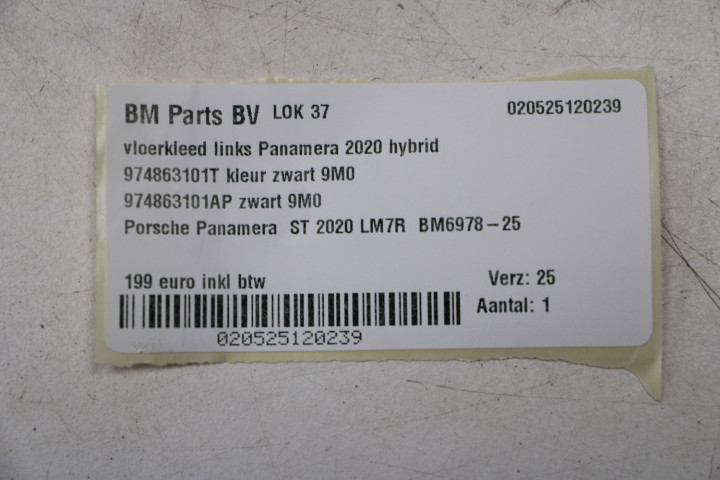 BM Parts BV LOK 37 020525120239
vloerkleed links Panamera 2020 hybrid
974863101T kleur zwart 9M0
974863101AP zwart 9M0
Porsche Panamera ST 2020 LM7R BM6978-25
199 euro inkl btw Verz: 25
Aantal: 1
020525120239